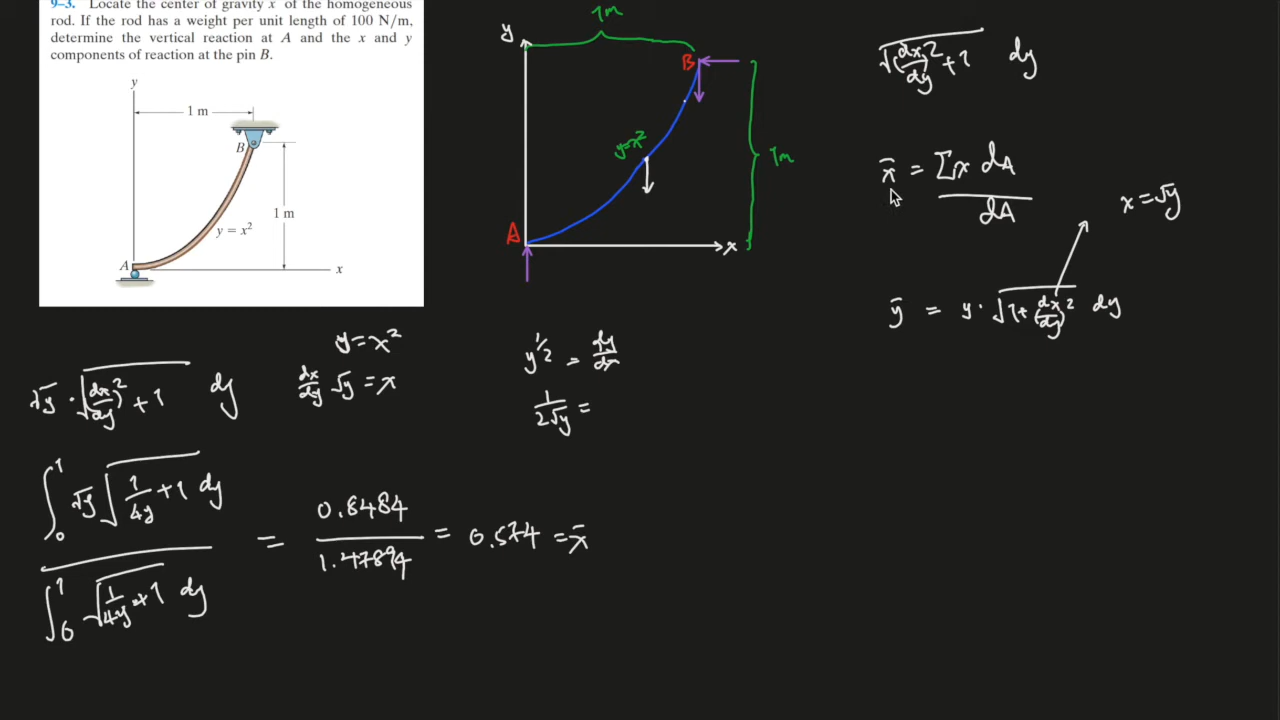 9–3. Locate the center of gravity x̄ of the homogeneous
rod. If the rod has a weight per unit length of 100 N/m,
determine the vertical reaction at A and the x and y
components of reaction at the pin B.
y
1 m
B
1 m
y = x²
A
x
1m
y
B
y=x²
1m
A
x
√((dx/dy)² + 1) dy
x̄ = Σx dA / dA
x = √y
ȳ = y · √(1 + (dx/dy)²) dy
y = x²
dx/dy √y = x
√y · √((dx/dy)² + 1) dy
y^1/2 = dy/dx
1/(2√y) =
∫₀¹ √y √(1/4y + 1) dy / ∫₀¹ √(1/4y + 1) dy = 0.8484 / 1.47894 = 0.574 = x̄